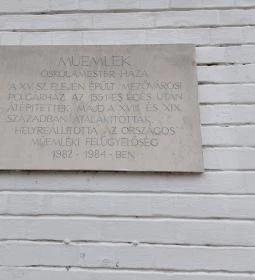 MŰEMLÉK
OSKOLAMESTER HÁZA
A XV. SZ. ELEJÉN ÉPÜLT MEZŐVÁROSI
POLGÁRHÁZ. AZ 1551-ES ÉGÉS UTÁN
ÁTÉPÍTETTÉK, MAJD A XVIII. ÉS XIX.
SZÁZADBAN ÁTALAKÍTOTTÁK.
HELYREÁLLÍTOTTA AZ ORSZÁGOS
MŰEMLÉKI FELÜGYELŐSÉG
1982 - 1984 - BEN